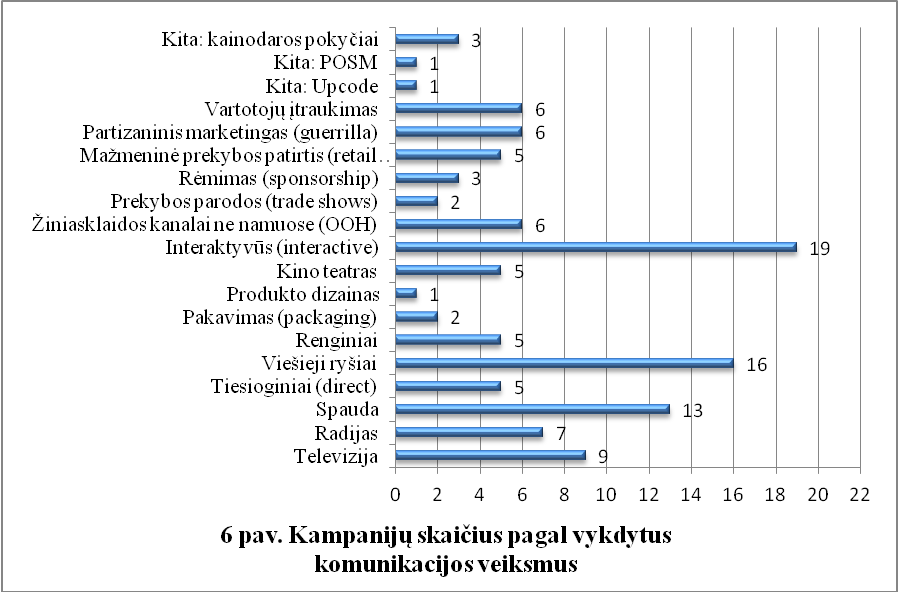 Kita: kainodaros pokyčiai 3
Kita: POSM 1
Kita: Upcode 1
Vartotojų įtraukimas 6
Partizaninis marketingas (guerrilla) 6
Mažmeninė prekybos patirtis (retail… 5
Rėmimas (sponsorship) 3
Prekybos parodos (trade shows) 2
Žiniasklaidos kanalai ne namuose (OOH) 6
Interaktyvūs (interactive) 19
Kino teatras 5
Produkto dizainas 1
Pakavimas (packaging) 2
Renginiai 5
Viešieji ryšiai 16
Tiesioginiai (direct) 5
Spauda 13
Radijas 7
Televizija 9
0 2 4 6 8 10 12 14 16 18 20 22
6 pav. Kampanijų skaičius pagal vykdytus
komunikacijos veiksmus